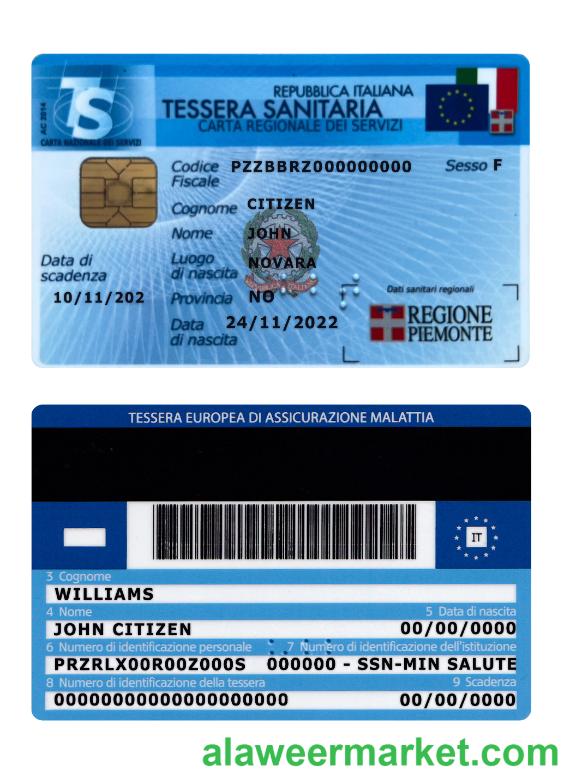 REPUBBLICA ITALIANA
TESSERA SANITARIA
CARTA REGIONALE DEI SERVIZI
TS
AC 2014
CARTA NAZIONALE DEI SERVIZI
Codice Fiscale PZZBBRZ000000000 Sesso F
Cognome CITIZEN
Nome JOHN
Luogo di nascita NOVARA
Data di scadenza
10/11/202
Provincia NO
Data di nascita 24/11/2022
Dati sanitari regionali
REGIONE
PIEMONTE
TESSERA EUROPEA DI ASSICURAZIONE MALATTIA
IT
3 Cognome
WILLIAMS
4 Nome 5 Data di nascita
JOHN CITIZEN 00/00/0000
6 Numero di identificazione personale 7 Numero di identificazione dell'istituzione
PRZRLX00R00Z000S 000000 - SSN-MIN SALUTE
8 Numero di identificazione della tessera 9 Scadenza
00000000000000000000 00/00/0000
alaweermarket.com